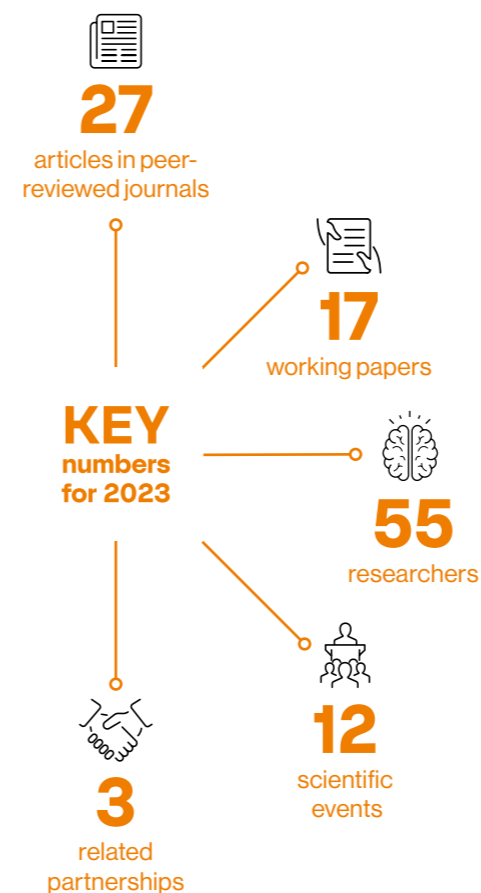 27
articles in peer-
reviewed journals
17
working papers
KEY
numbers
for 2023
55
researchers
12
scientific
events
3
related
partnerships